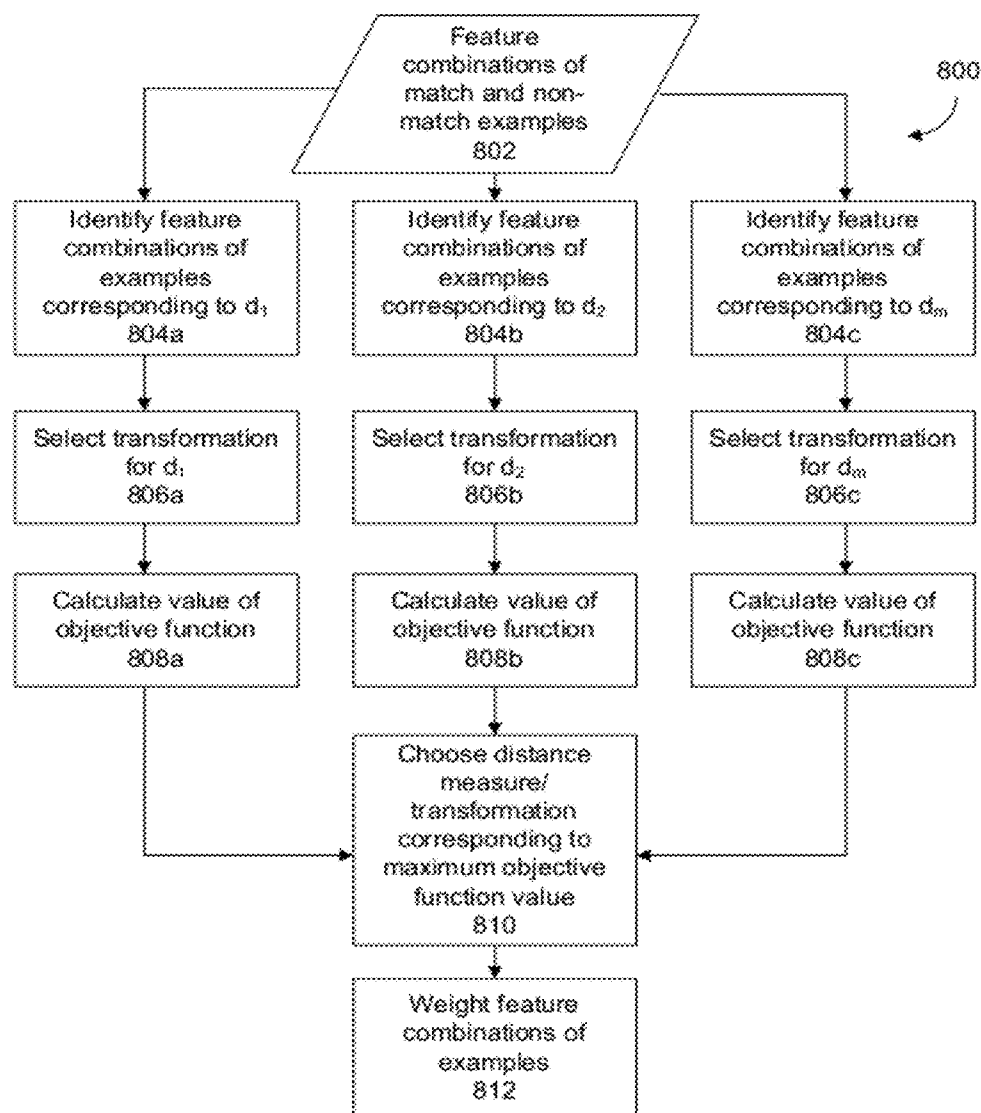 Feature
combinations of
match and non-
match examples
802
800
Identify feature
combinations of
examples
corresponding to d₁
804a
Identify feature
combinations of
examples
corresponding to d₂
804b
Identify feature
combinations of
examples
corresponding to dₘ
804c
Select transformation
for d₁
806a
Select transformation
for d₂
806b
Select transformation
for dₘ
806c
Calculate value of
objective function
808a
Calculate value of
objective function
808b
Calculate value of
objective function
808c
Choose distance
measure/
transformation
corresponding to
maximum objective
function value
810
Weight feature
combinations of
examples
812